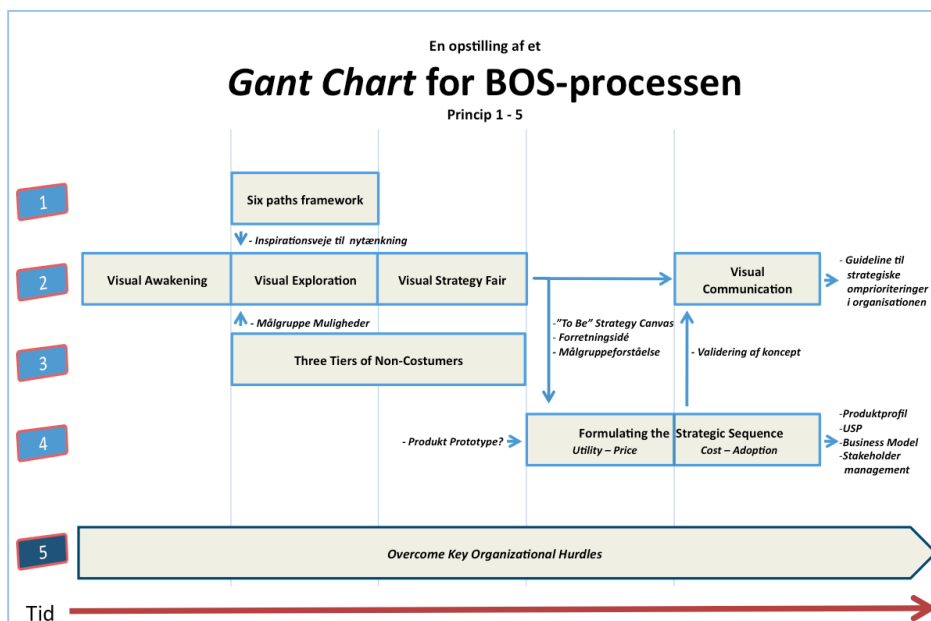 En opstilling af et
Gant Chart for BOS-processen
Princip 1 - 5
1
Six paths framework
- Inspirationsveje til nytænkning
2
Visual Awakening
Visual Exploration
Visual Strategy Fair
Visual
Communication
- Guideline til
strategiske
omprioriteringer
i organisationen
- Målgruppe Muligheder
-"To Be" Strategy Canvas
- Forretningsidé
- Målgruppeforståelse
3
Three Tiers of Non-Costumers
- Validering af koncept
4
- Produkt Prototype?
Formulating the Strategic Sequence
Utility – Price
Cost – Adoption
-Produktprofil
-USP
-Business Model
-Stakeholder
management
5
Overcome Key Organizational Hurdles
Tid